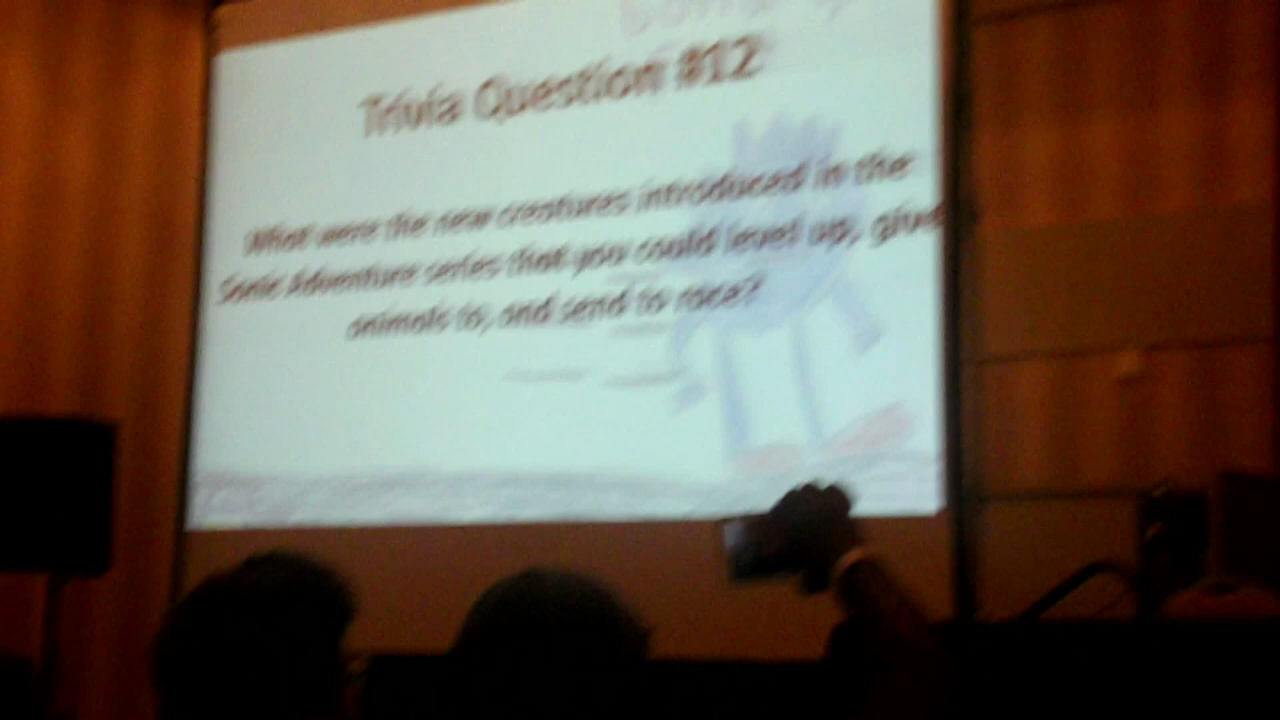 Trivia Question #12
What were the new creatures introduced in the
Sonic Adventure series that you could level up, give
animals to, and send to race?